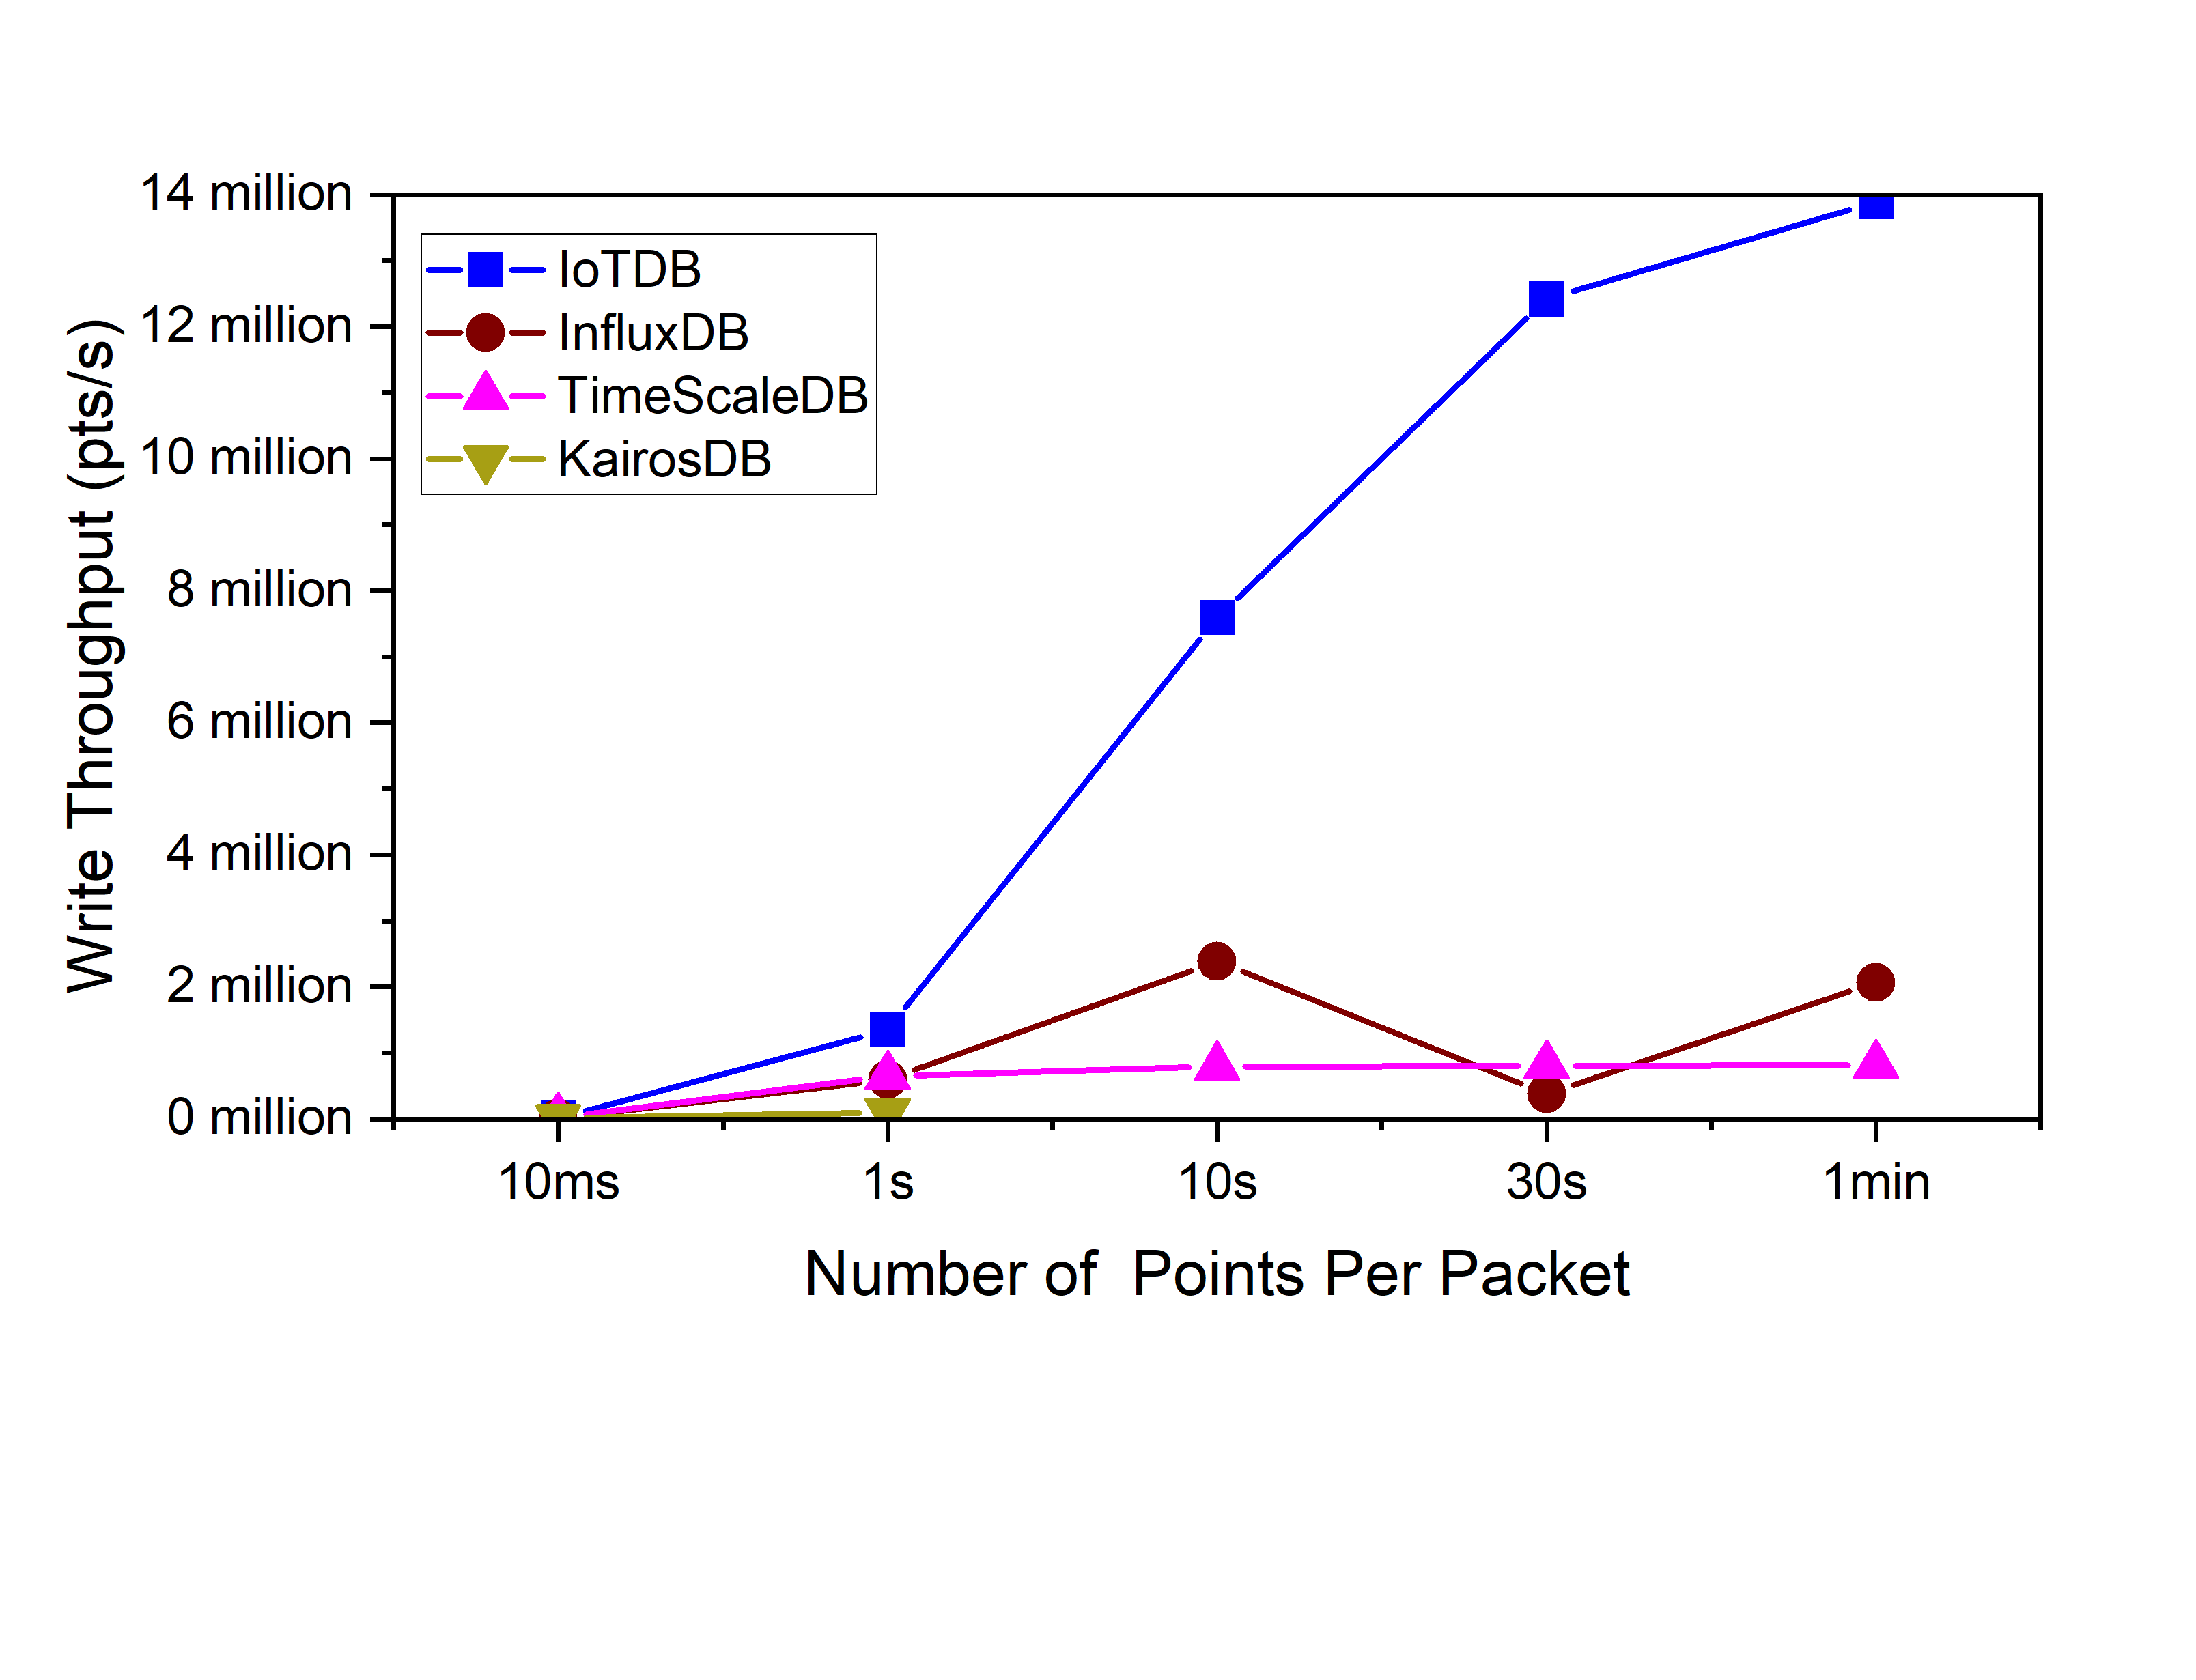 14 million
12 million
10 million
8 million
6 million
4 million
2 million
0 million
Write Throughput (pts/s)
IoTDB
InfluxDB
TimeScaleDB
KairosDB
10ms 1s 10s 30s 1min
Number of  Points Per Packet